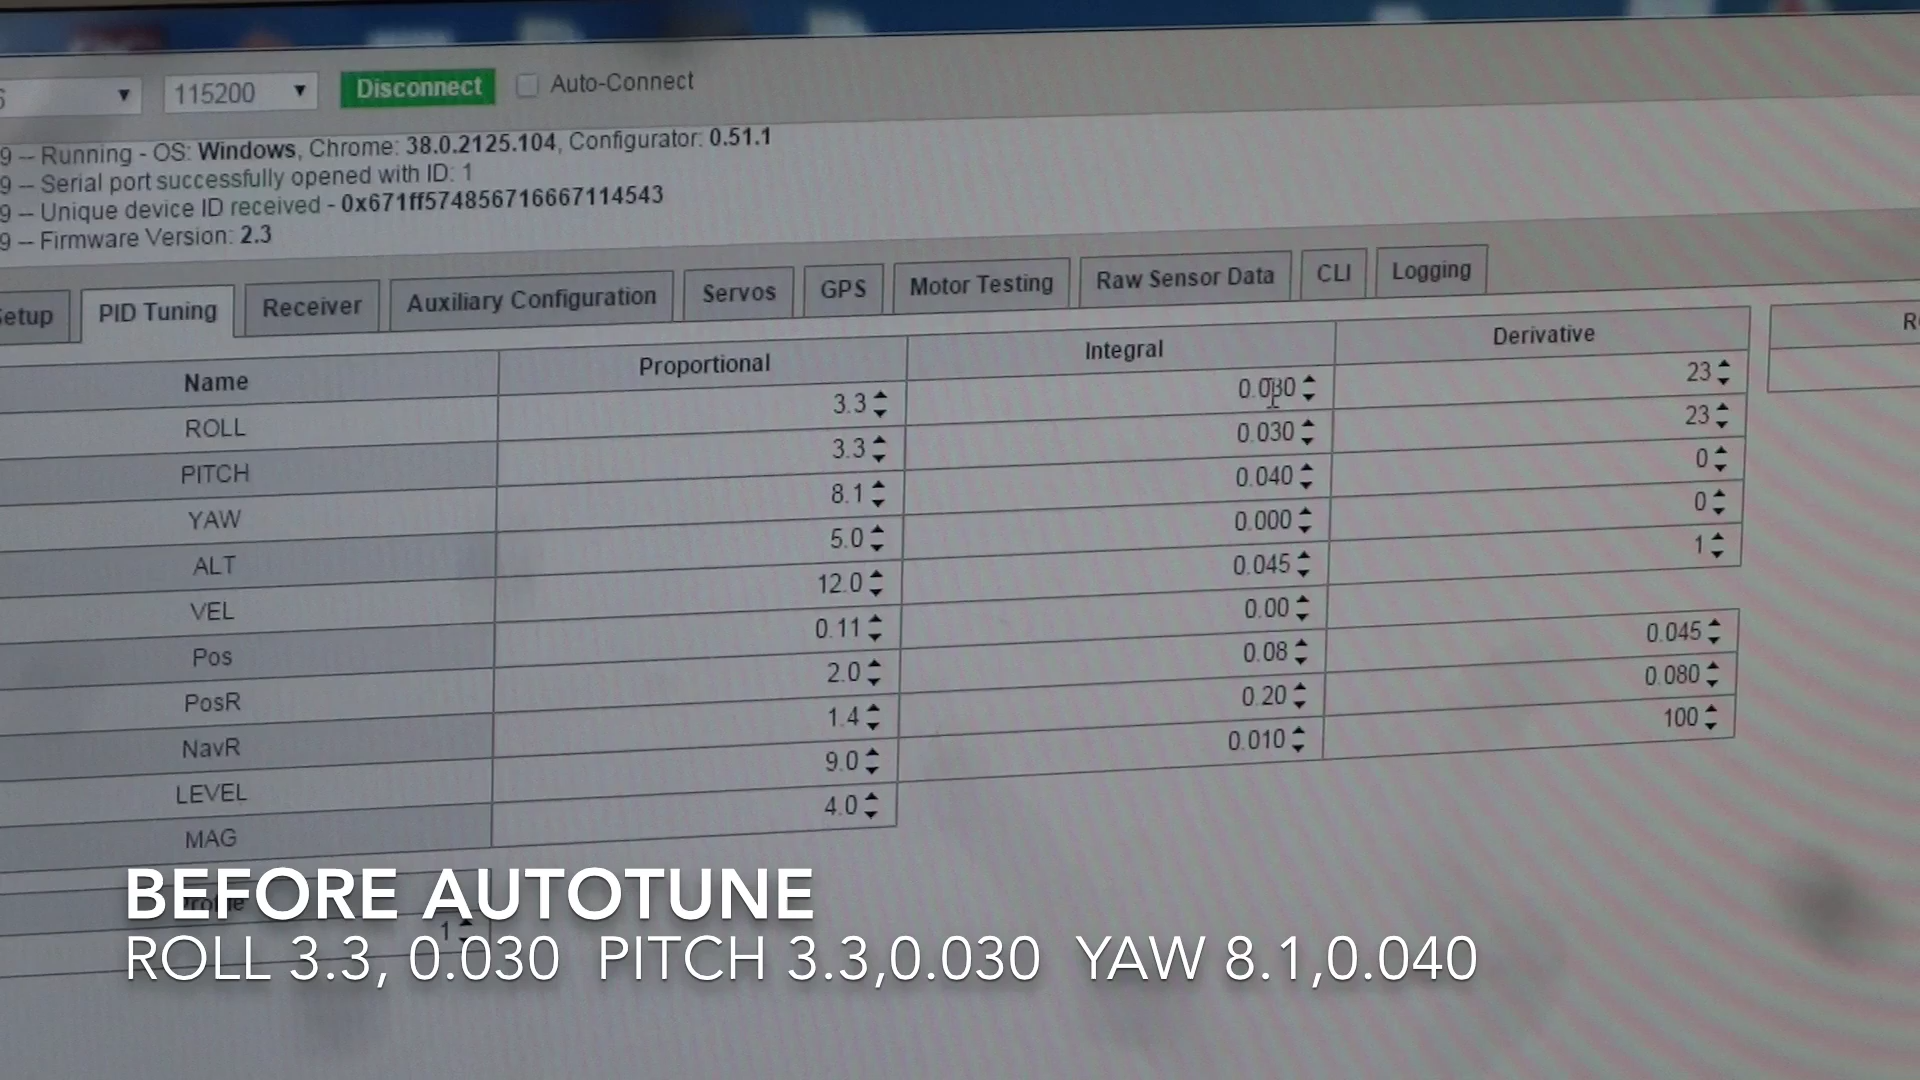 115200 Disconnect Auto-Connect
9 -- Running - OS: Windows, Chrome: 38.0.2125.104, Configurator: 0.51.1
9 -- Serial port successfully opened with ID: 1
9 -- Unique device ID received - 0x671ff574856716667114543
9 -- Firmware Version: 2.3
Setup PID Tuning Receiver Auxiliary Configuration Servos GPS Motor Testing Raw Sensor Data CLI Logging
Name Proportional Integral Derivative
ROLL 3.3 0.030 23
PITCH 3.3 0.030 23
YAW 8.1 0.040 0
ALT 5.0 0.000 0
VEL 12.0 0.045 1
Pos 0.11 0.00
PosR 2.0 0.08 0.045
NavR 1.4 0.20 0.080
LEVEL 9.0 0.010 100
MAG 4.0
Profile
1
BEFORE AUTOTUNE
ROLL 3.3, 0.030 PITCH 3.3,0.030 YAW 8.1,0.040